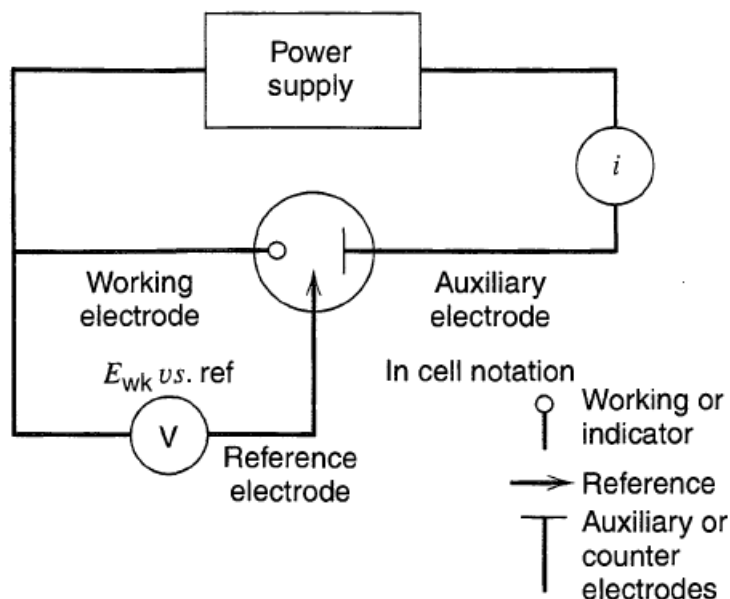 Power
supply
i
Working
electrode
Auxiliary
electrode
E_wk vs. ref
V
Reference
electrode
In cell notation
Working or
indicator
Reference
Auxiliary or
counter
electrodes